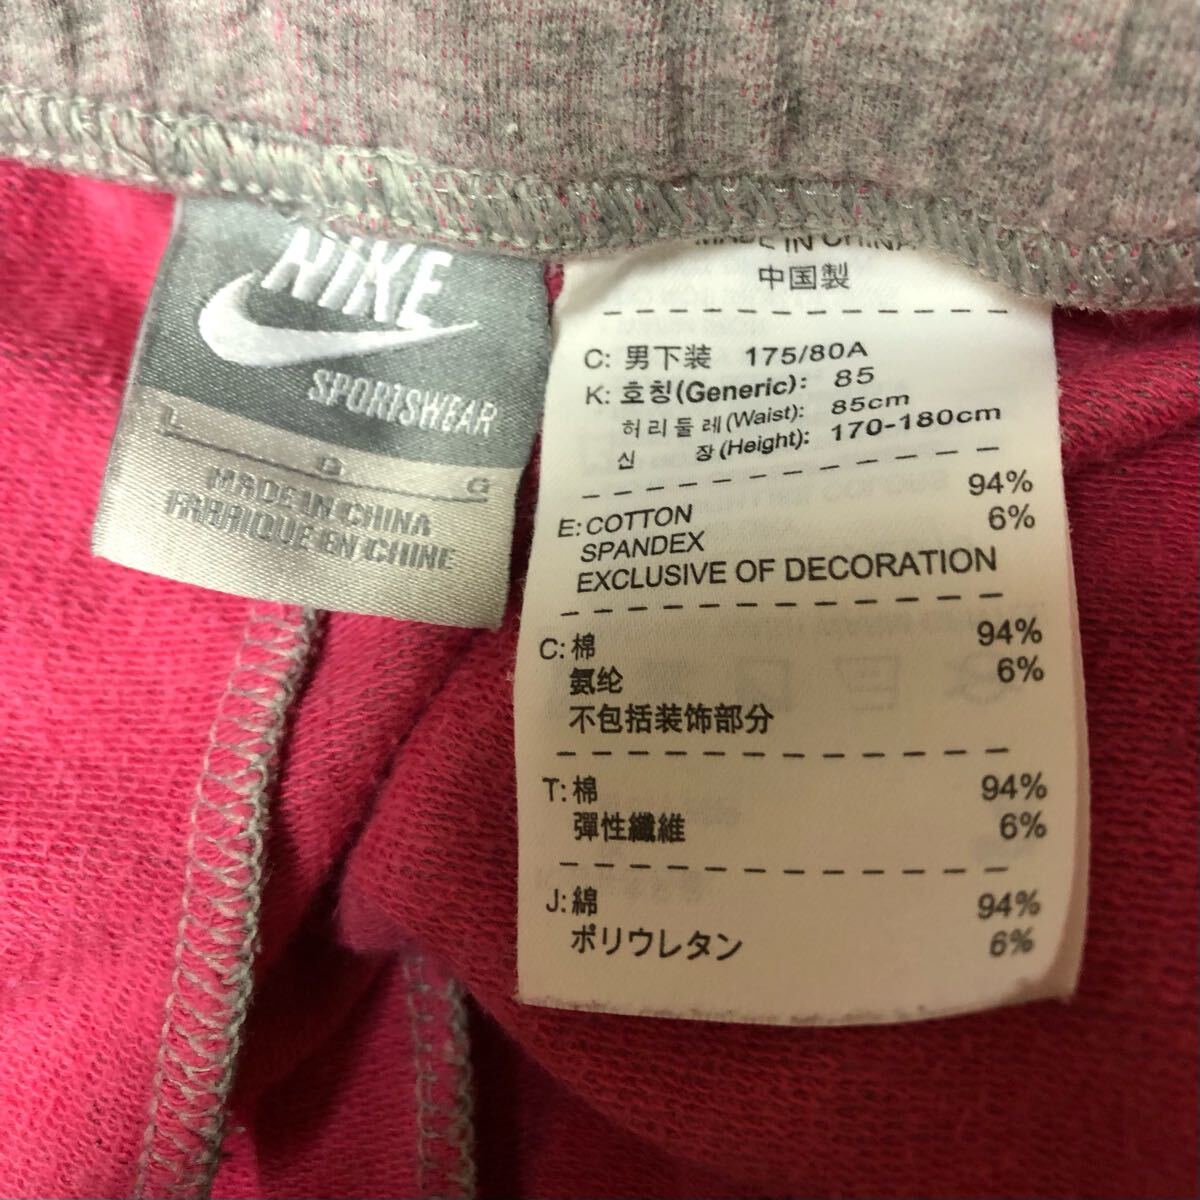 NIKE
SPORTSWEAR
L G G
MADE IN CHINA
FABRIQUE EN CHINE
MADE IN CHINA
中国製
C: 男下装 175/80A
K: 호칭(Generic): 85
허리둘레(Waist): 85cm
신 장(Height): 170-180cm
E: COTTON 94%
SPANDEX 6%
EXCLUSIVE OF DECORATION
C: 棉 94%
氨纶 6%
不包括装饰部分
T: 棉 94%
彈性纖維 6%
J: 綿 94%
ポリウレタン 6%